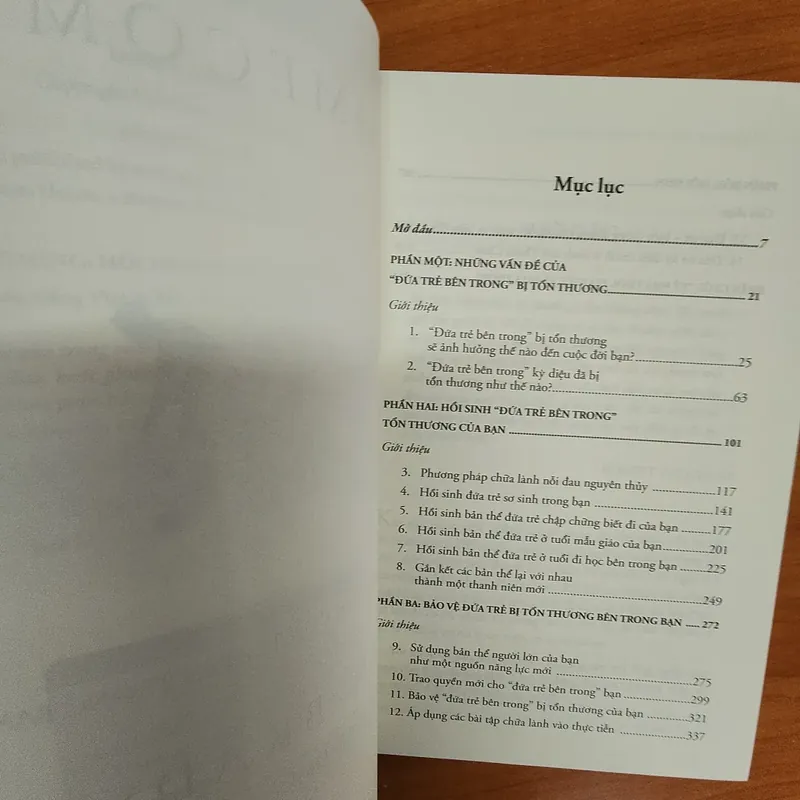 Mục lục
Mở đầu 7
PHẦN MỘT: NHỮNG VẤN ĐỀ CỦA
“ĐỨA TRẺ BÊN TRONG” BỊ TỔN THƯƠNG 21
Giới thiệu
1. “Đứa trẻ bên trong” bị tổn thương
sẽ ảnh hưởng thế nào đến cuộc đời bạn? 25
2. “Đứa trẻ bên trong” kỳ diệu đã bị
tổn thương như thế nào? 63
PHẦN HAI: HỒI SINH “ĐỨA TRẺ BÊN TRONG”
TỔN THƯƠNG CỦA BẠN 101
Giới thiệu
3. Phương pháp chữa lành nỗi đau nguyên thủy 117
4. Hồi sinh đứa trẻ sơ sinh trong bạn 141
5. Hồi sinh bản thể đứa trẻ chập chững biết đi của bạn 177
6. Hồi sinh bản thể đứa trẻ ở tuổi mẫu giáo của bạn 201
7. Hồi sinh bản thể đứa trẻ ở tuổi đi học bên trong bạn 225
8. Gắn kết các bản thể lại với nhau
thành một thanh niên mới 249
PHẦN BA: BẢO VỆ ĐỨA TRẺ BỊ TỔN THƯƠNG BÊN TRONG BẠN 272
Giới thiệu
9. Sử dụng bản thể người lớn của bạn
như một nguồn năng lực mới 275
10. Trao quyền mới cho “đứa trẻ bên trong” bạn 299
11. Bảo vệ “đứa trẻ bên trong” bị tổn thương của bạn 321
12. Áp dụng các bài tập chữa lành vào thực tiễn 337